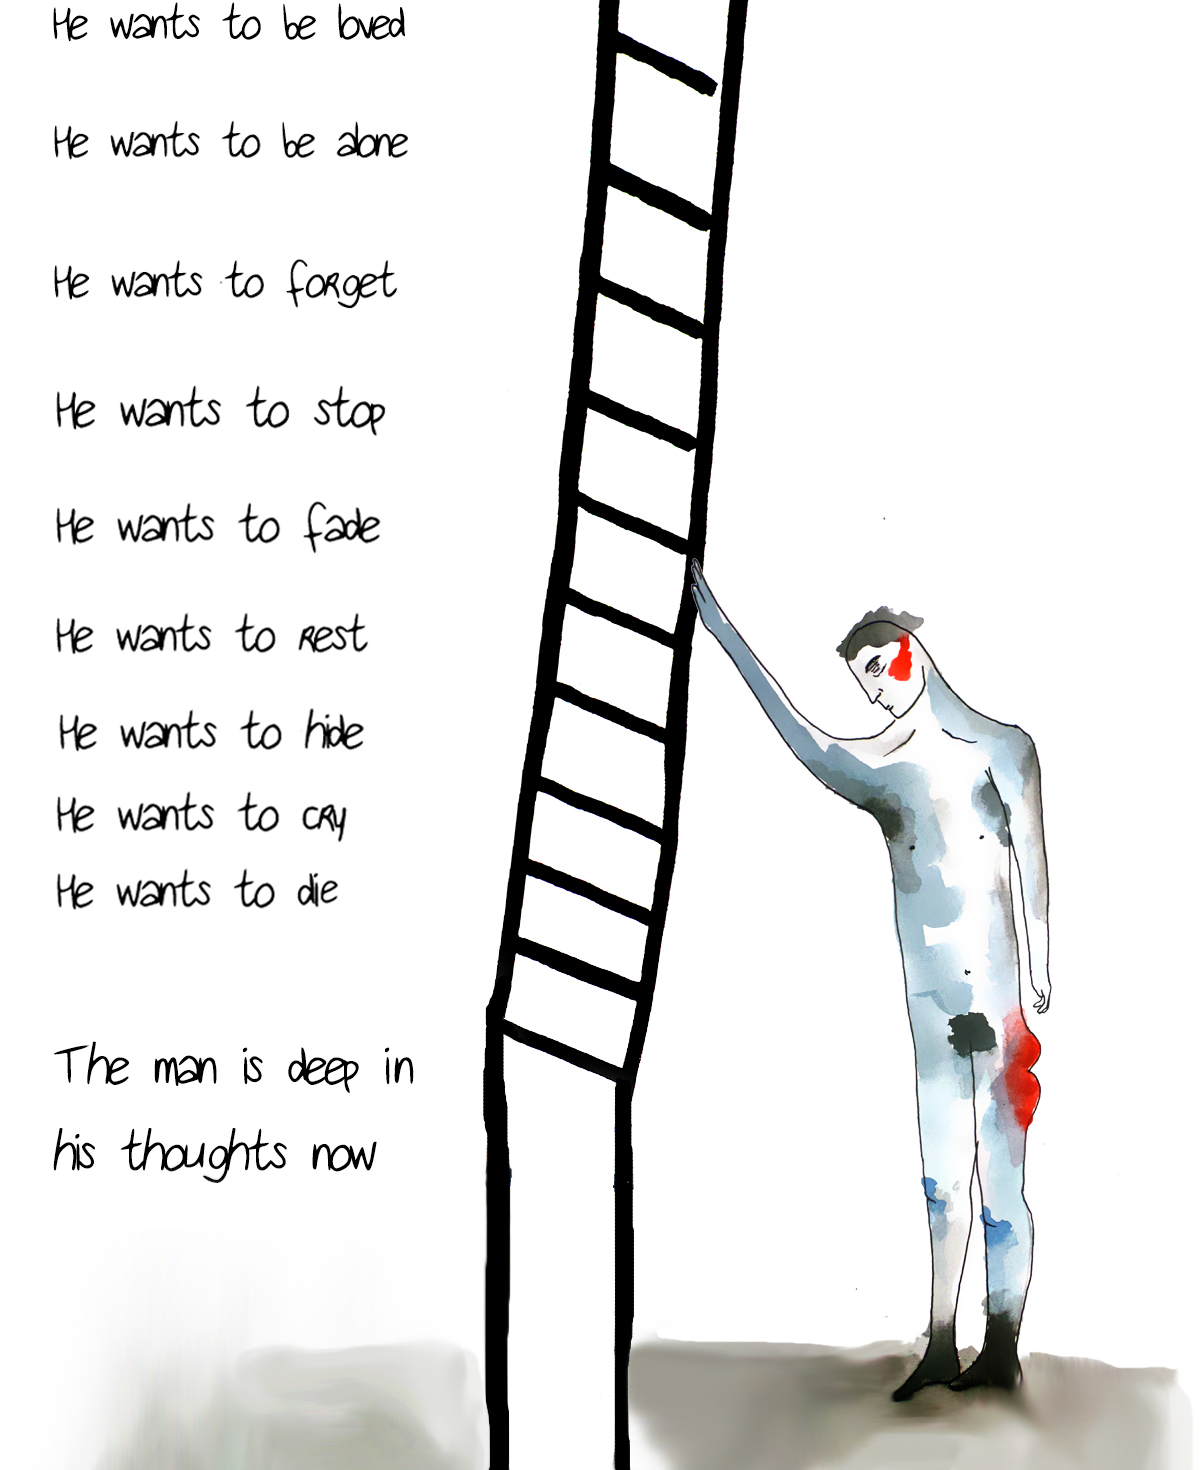 He wants to be loved
He wants to be alone
He wants to forget
He wants to stop
He wants to fade
He wants to rest
He wants to hide
He wants to cry
He wants to die
The man is deep in
his thoughts now